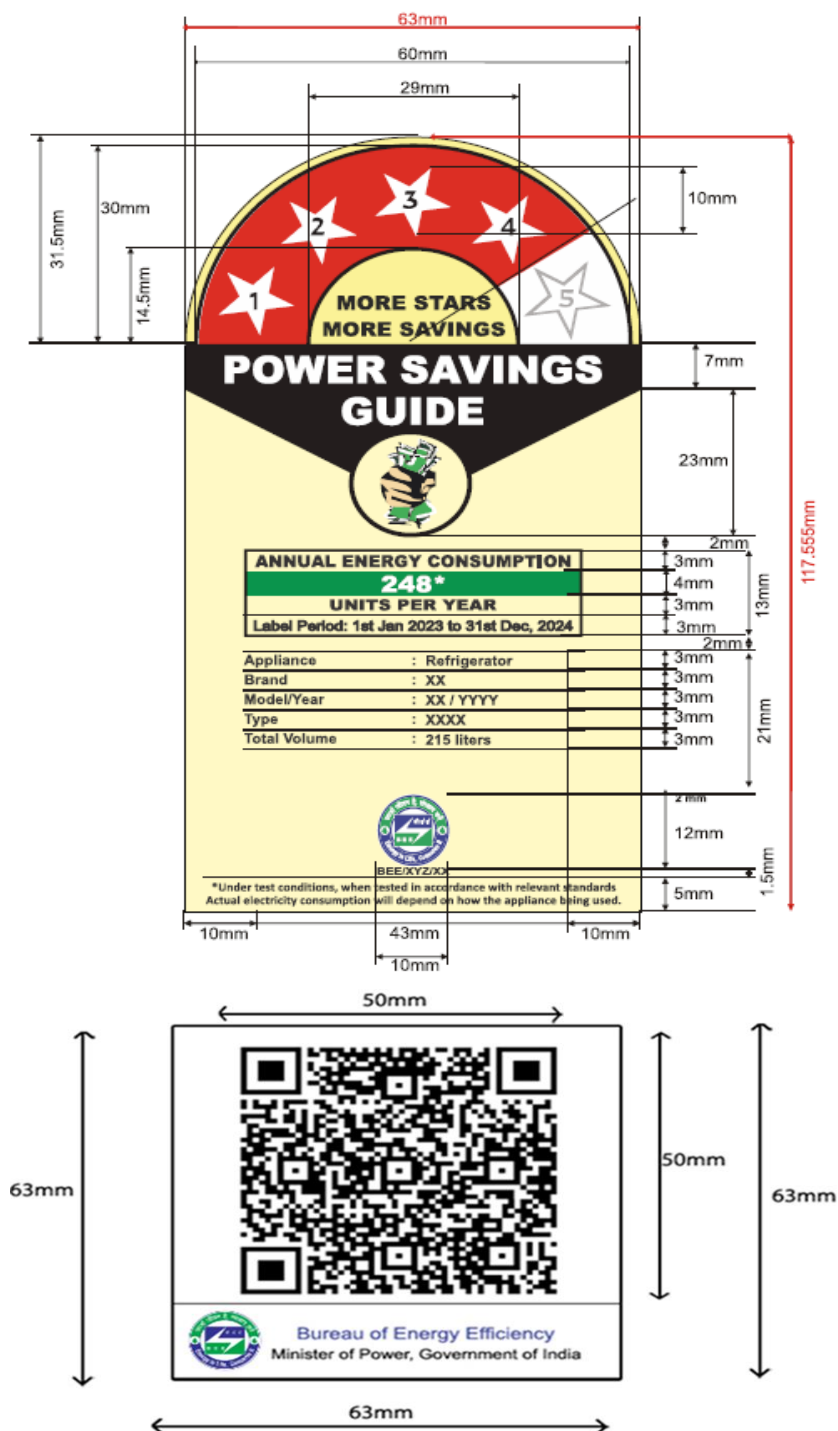 63mm
60mm
29mm
31.5mm
30mm
14.5mm
1
2
3
4
5
10mm
MORE STARS
MORE SAVINGS
POWER SAVINGS
GUIDE
7mm
23mm
117.555mm
2mm
ANNUAL ENERGY CONSUMPTION
3mm
248*
4mm
13mm
UNITS PER YEAR
3mm
Label Period: 1st Jan 2023 to 31st Dec, 2024
3mm
2mm
Appliance : Refrigerator
3mm
Brand : XX
3mm
Model/Year : XX / YYYY
3mm
21mm
Type : XXXX
3mm
Total Volume : 215 liters
3mm
2 mm
12mm
1.5mm
BEE/XYZ/XX
*Under test conditions, when tested in accordance with relevant standards
Actual electricity consumption will depend on how the appliance being used.
5mm
10mm
43mm
10mm
10mm
50mm
63mm
50mm
63mm
Bureau of Energy Efficiency
Minister of Power, Government of India
63mm